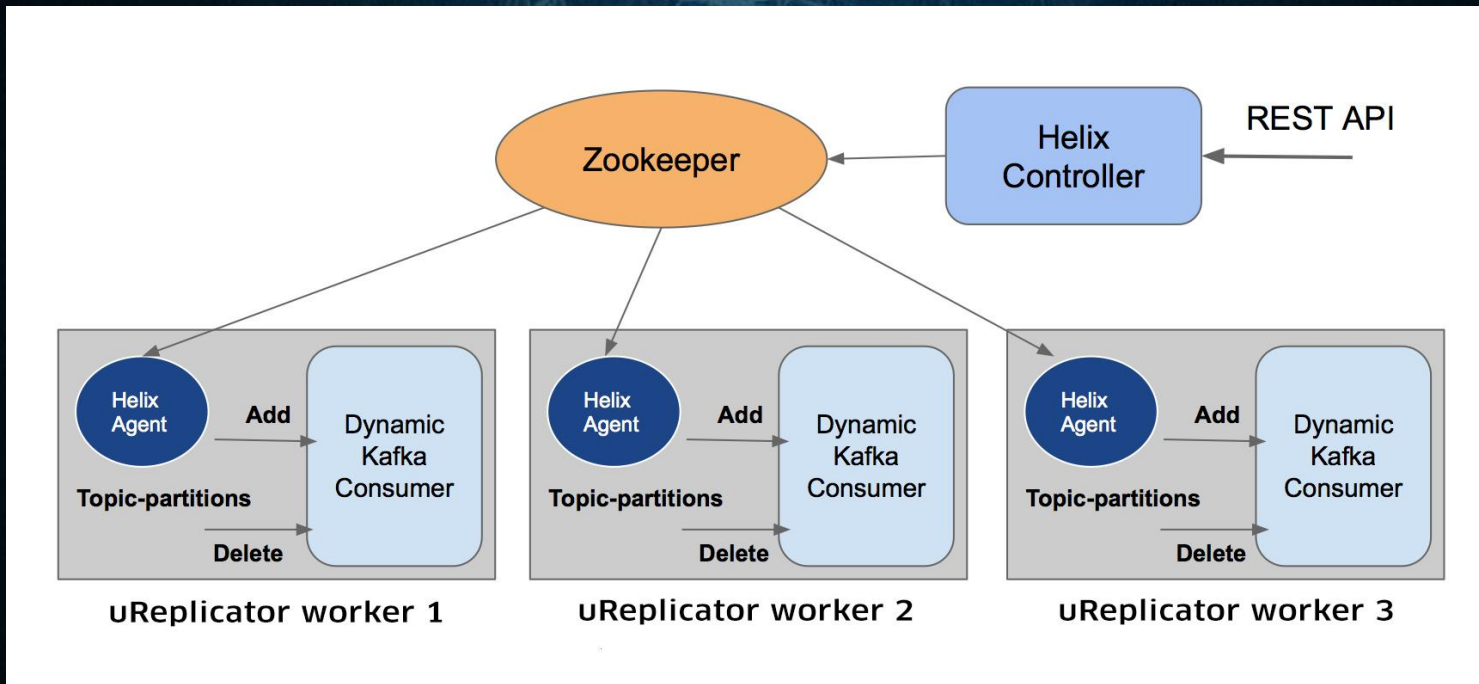 Zookeeper
Helix
Controller
REST API
Helix
Agent
Add
Dynamic
Kafka
Consumer
Topic-partitions
Delete
uReplicator worker 1
Helix
Agent
Add
Dynamic
Kafka
Consumer
Topic-partitions
Delete
uReplicator worker 2
Helix
Agent
Add
Dynamic
Kafka
Consumer
Topic-partitions
Delete
uReplicator worker 3